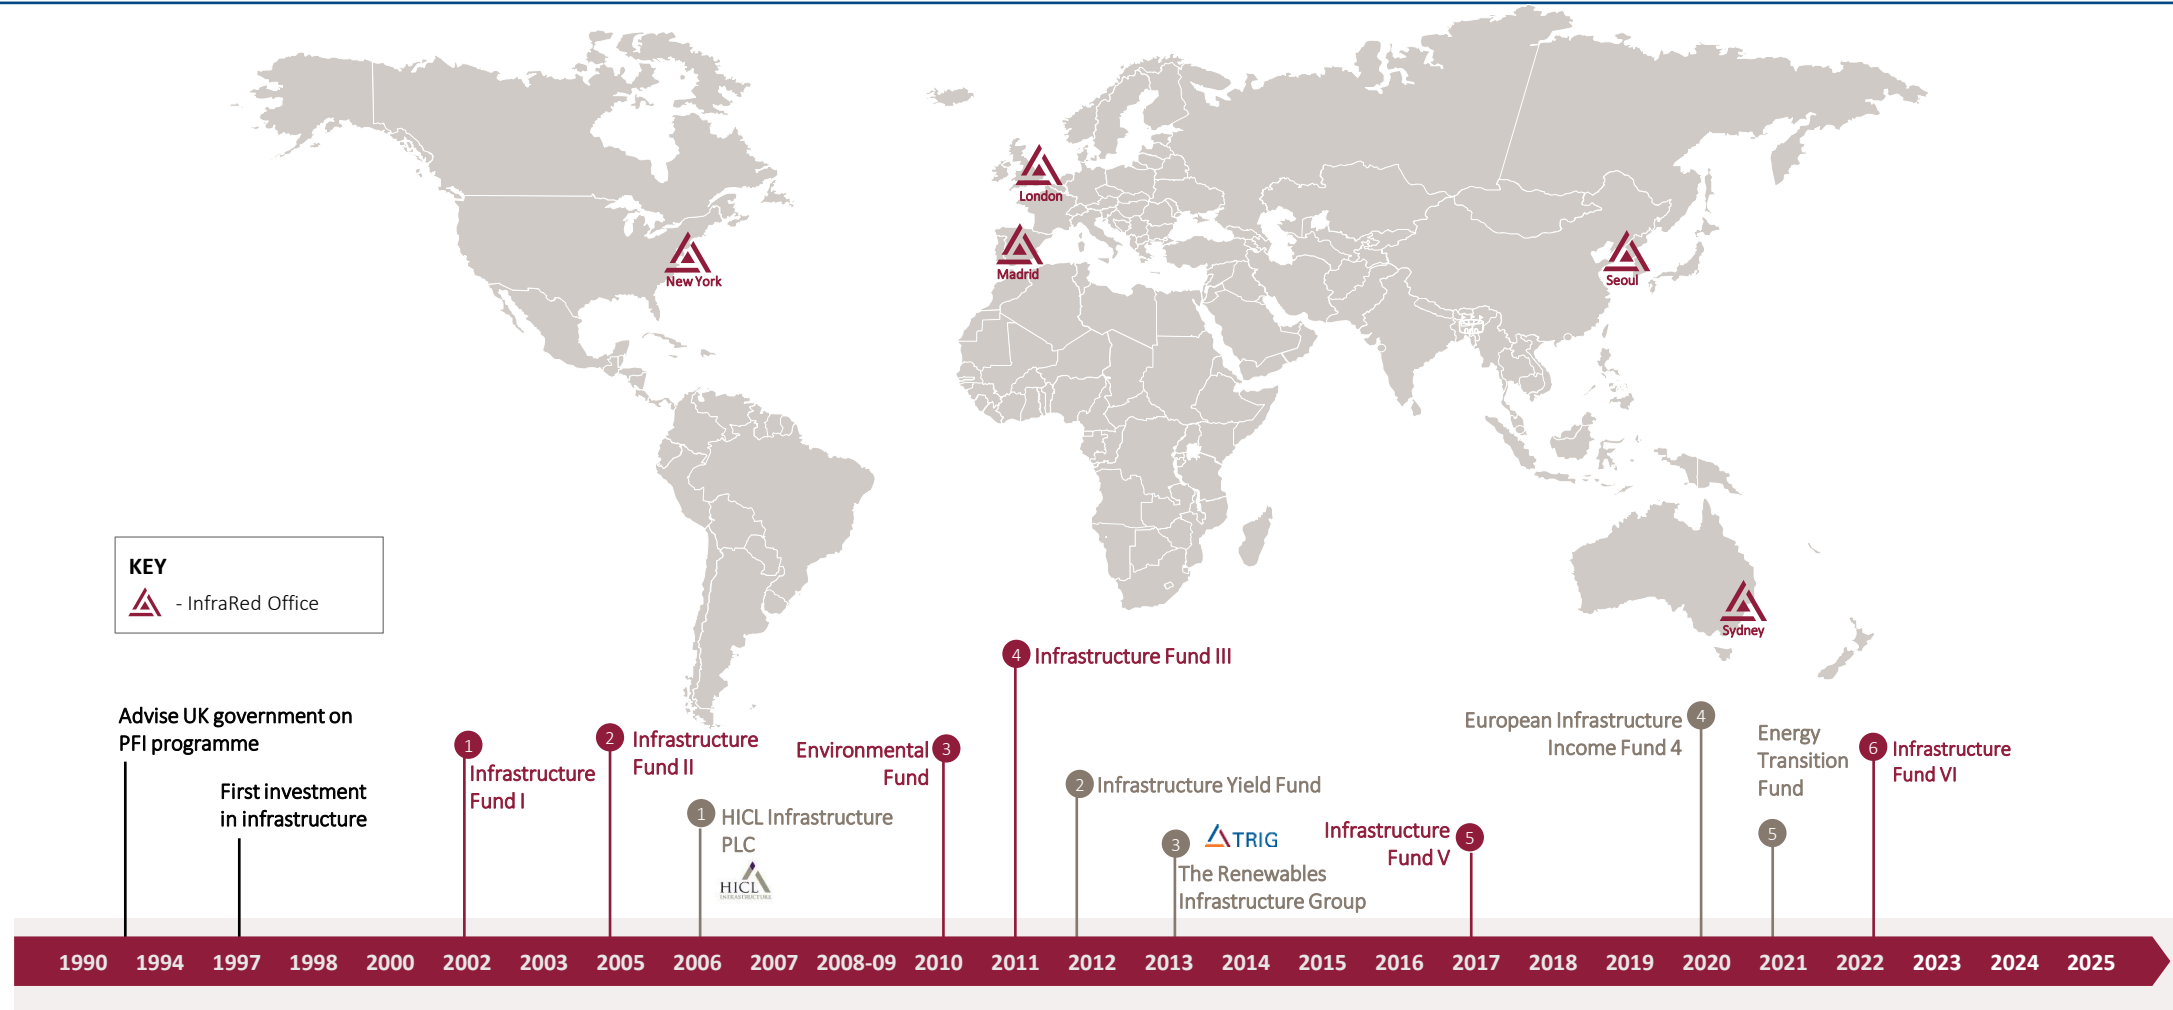 London
Madrid
New York
Seoul
Sydney
KEY
- InfraRed Office
Advise UK government on
PFI programme
First investment
in infrastructure
1
Infrastructure
Fund I
2
Infrastructure
Fund II
1
HICL Infrastructure
PLC
HICL
INFRASTRUCTURE
Environmental
Fund
3
4
Infrastructure Fund III
2
Infrastructure Yield Fund
3
TRIG
The Renewables
Infrastructure Group
Infrastructure
Fund V
5
European Infrastructure
Income Fund 4
4
Energy
Transition
Fund
5
6
Infrastructure
Fund VI
1990 1994 1997 1998 2000 2002 2003 2005 2006 2007 2008-09 2010 2011 2012 2013 2014 2015 2016 2017 2018 2019 2020 2021 2022 2023 2024 2025